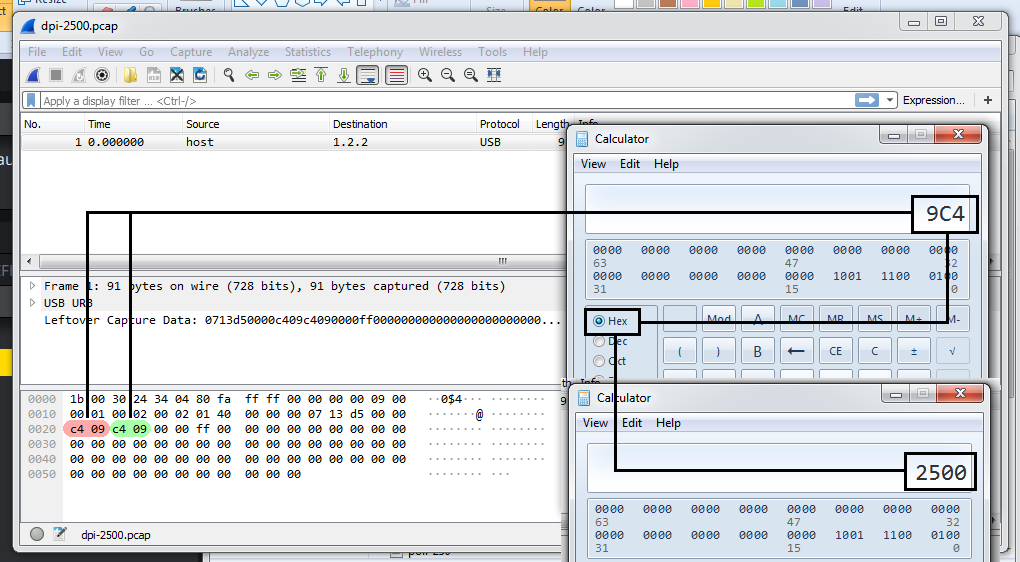 Resize
Brushes
Fill
Size
Color
Color
Edit
dpi-2500.pcap
File Edit View Go Capture Analyze Statistics Telephony Wireless Tools Help
Apply a display filter ... <Ctrl-/>
Expression...
+
No. Time Source Destination Protocol Length Info
1 0.000000 host 1.2.2 USB 9
Frame 1: 91 bytes on wire (728 bits), 91 bytes captured (728 bits)
USB URB
Leftover Capture Data: 0713d50000c409c4090000ff000000000000000000000000...
0000 1b 00 30 24 34 04 80 fa ff ff 00 00 00 00 09 00 ··0$4··· ········
0010 00 01 00 02 00 02 01 40 00 00 00 07 13 d5 00 00 ·······@ ········
0020 c4 09 c4 09 00 00 ff 00 00 00 00 00 00 00 00 00 ········ ········
0030 00 00 00 00 00 00 00 00 00 00 00 00 00 00 00 00 ········ ········
0040 00 00 00 00 00 00 00 00 00 00 00 00 00 00 00 00 ········ ········
0050 00 00 00 00 00 00 00 00 00 00 00 ········ ···
dpi-2500.pcap
Calculator
View Edit Help
9C4
0000 0000 0000 0000 0000 0000 0000 0000
63 47 32
0000 0000 0000 0000 0000 1001 1100 0100
31 15 0
Hex Mod A MC MR MS M+ M-
Dec ( ) B ← CE C ± √
Oct
Info
Calculator
View Edit Help
2500
0000 0000 0000 0000 0000 0000 0000 0000
63 47 32
0000 0000 0000 0000 0000 1001 1100 0100
31 15 0